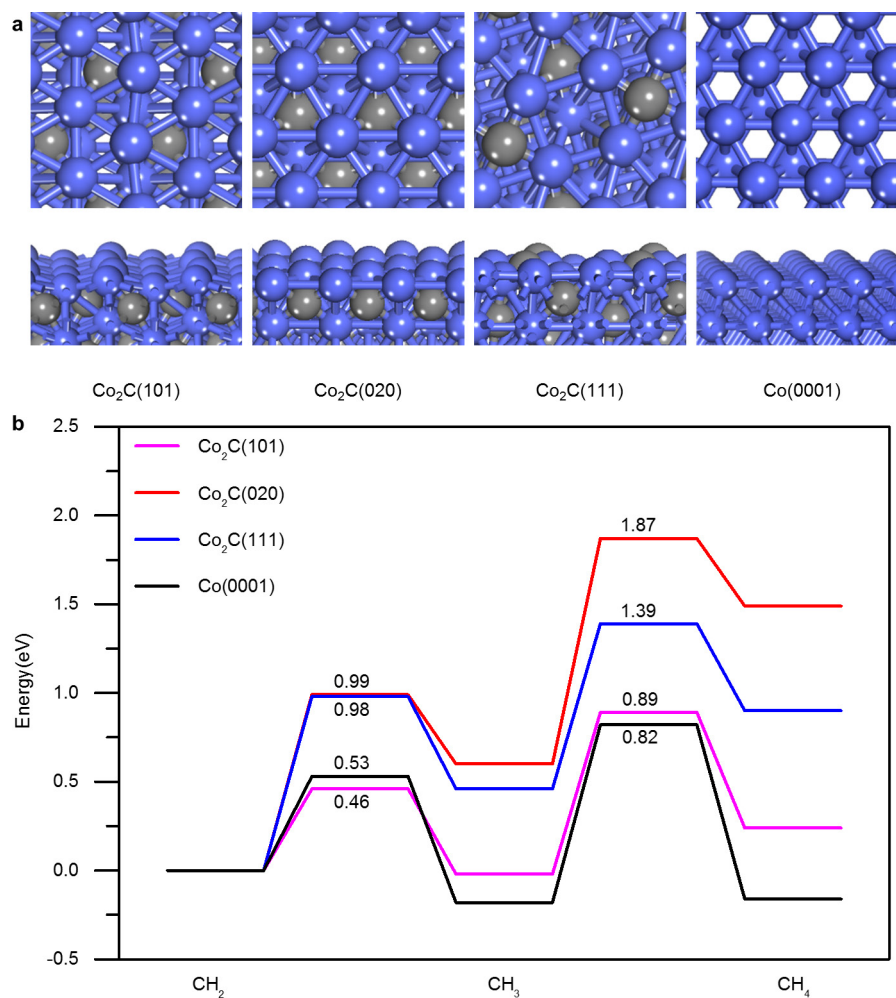 a
Co₂C(101) Co₂C(020) Co₂C(111) Co(0001)
b
2.5
2.0
1.5
1.0
0.5
0.0
-0.5
Energy(eV)
Co₂C(101)
Co₂C(020)
Co₂C(111)
Co(0001)
1.87
1.39
0.99
0.98
0.89
0.82
0.53
0.46
CH₂ CH₃ CH₄